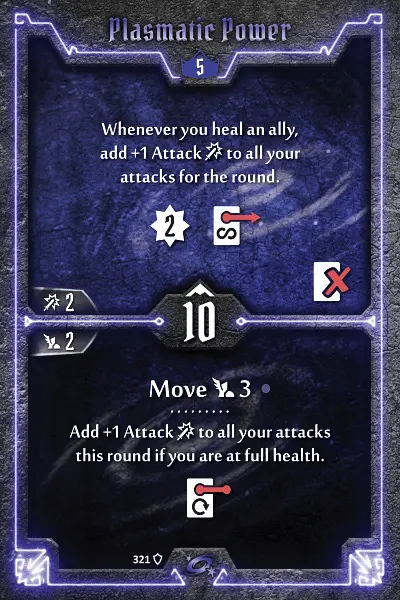 Plasmatic Power
5
Whenever you heal an ally,
add +1 Attack to all your
attacks for the round.
2
2
10
2
Move 3
Add +1 Attack to all your attacks
this round if you are at full health.
321